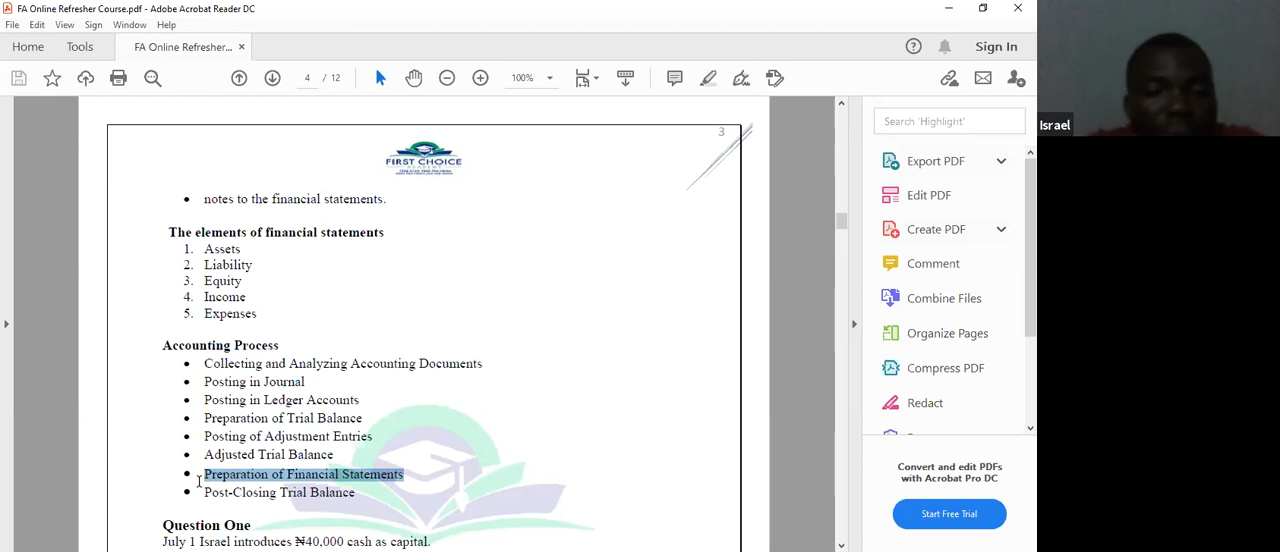 FA Online Refresher Course.pdf - Adobe Acrobat Reader DC
File Edit View Sign Window Help
Home Tools FA Online Refresher... × Sign In
4 / 12 100%
3
FIRST CHOICE
• notes to the financial statements.
The elements of financial statements
1. Assets
2. Liability
3. Equity
4. Income
5. Expenses
Accounting Process
• Collecting and Analyzing Accounting Documents
• Posting in Journal
• Posting in Ledger Accounts
• Preparation of Trial Balance
• Posting of Adjustment Entries
• Adjusted Trial Balance
• Preparation of Financial Statements
• Post-Closing Trial Balance
Question One
July 1 Israel introduces ₦40,000 cash as capital.
Search 'Highlight'
Export PDF
Edit PDF
Create PDF
Comment
Combine Files
Organize Pages
Compress PDF
Redact
Convert and edit PDFs
with Acrobat Pro DC
Start Free Trial
Israel